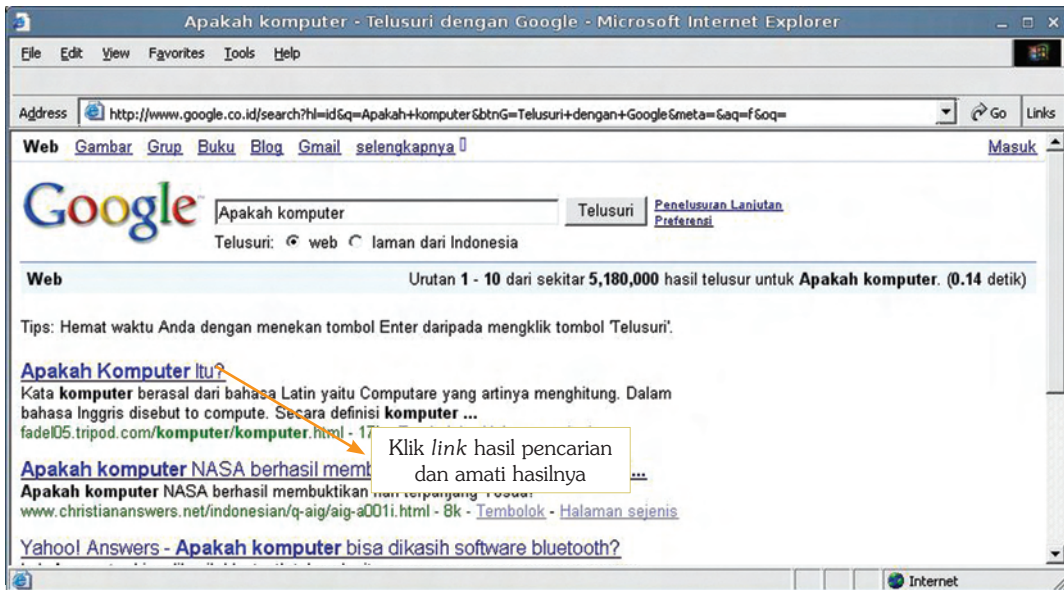 Apakah komputer - Telusuri dengan Google - Microsoft Internet Explorer
File Edit View Favorites Tools Help
Address http://www.google.co.id/search?hl=id&q=Apakah+komputer&btnG=Telusuri+dengan+Google&meta=&aq=f&oq= Go Links
Web Gambar Grup Buku Blog Gmail selengkapnya Masuk
Google Apakah komputer Telusuri Penelusuran Lanjutan
Preferensi
Telusuri: web laman dari Indonesia
Web Urutan 1 - 10 dari sekitar 5,180,000 hasil telusur untuk Apakah komputer. (0.14 detik)
Tips: Hemat waktu Anda dengan menekan tombol Enter daripada mengklik tombol 'Telusuri'.
Apakah Komputer Itu?
Kata komputer berasal dari bahasa Latin yaitu Computare yang artinya menghitung. Dalam
bahasa Inggris disebut to compute. Secara definisi komputer ...
fadel05.tripod.com/komputer/komputer.html -
Klik link hasil pencarian
dan amati hasilnya
Apakah komputer NASA berhasil ...
Apakah komputer NASA berhasil membuktikan hari terpanjang
www.christiananswers.net/indonesian/q-aig/aig-a001i.html - 8k - Tembolok - Halaman sejenis
Yahoo! Answers - Apakah komputer bisa dikasih software bluetooth?
Internet